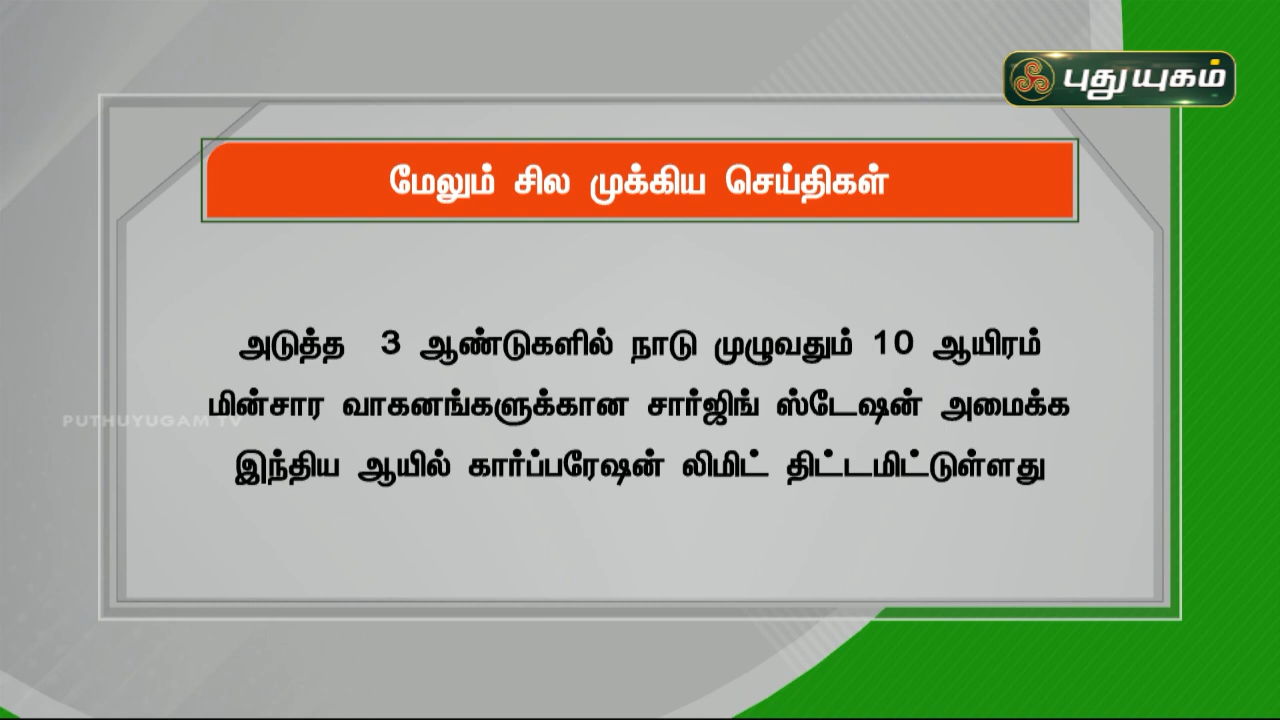 புதுயுகம்
மேலும் சில முக்கிய செய்திகள்
அடுத்த 3 ஆண்டுகளில் நாடு முழுவதும் 10 ஆயிரம்
மின்சார வாகனங்களுக்கான சார்ஜிங் ஸ்டேஷன் அமைக்க
PUTHUYUGAM TV
இந்திய ஆயில் கார்ப்பரேஷன் லிமிட் திட்டமிட்டுள்ளது